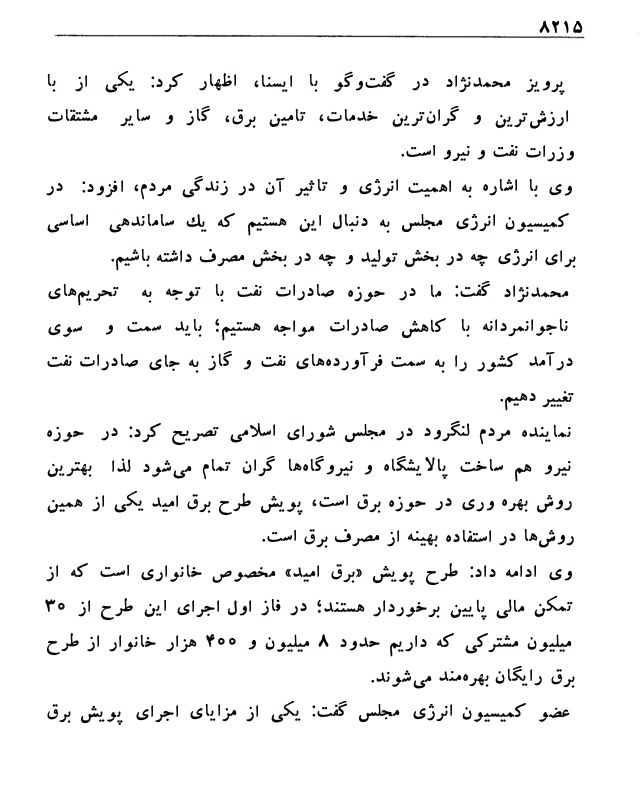 ۸۲۱۵
پرویز محمدنژاد در گفت‌وگو با ایسنا، اظهار کرد: یکی از با
ارزش‌ترین و گران‌ترین خدمات، تامین برق، گاز و سایر مشتقات
وزرات نفت و نیرو است.
وی با اشاره به اهمیت انرژی و تاثیر آن در زندگی مردم، افزود: در
کمیسیون انرژی مجلس به دنبال این هستیم که یك ساماندهی اساسی
برای انرژی چه در بخش تولید و چه در بخش مصرف داشته باشیم.
محمدنژاد گفت: ما در حوزه صادرات نفت با توجه به تحریم‌های
ناجوانمردانه با کاهش صادرات مواجه هستیم؛ باید سمت و سوی
درآمد کشور را به سمت فرآورده‌های نفت و گاز به جای صادرات نفت
تغییر دهیم.
نماینده مردم لنگرود در مجلس شورای اسلامی تصریح کرد: در حوزه
نیرو هم ساخت پالایشگاه و نیروگاه‌ها گران تمام می‌شود لذا بهترین
روش بهره وری در حوزه برق است، پویش طرح برق امید یکی از همین
روش‌ها در استفاده بهینه از مصرف برق است.
وی ادامه داد: طرح پویش «برق امید» مخصوص خانواری است که از
تمکن مالی پایین برخوردار هستند؛ در فاز اول اجرای این طرح از ۳۰
میلیون مشترکی که داریم حدود ۸ میلیون و ۴۰۰ هزار خانوار از طرح
برق رایگان بهره‌مند می‌شوند.
عضو کمیسیون انرژی مجلس گفت: یکی از مزایای اجرای پویش برق